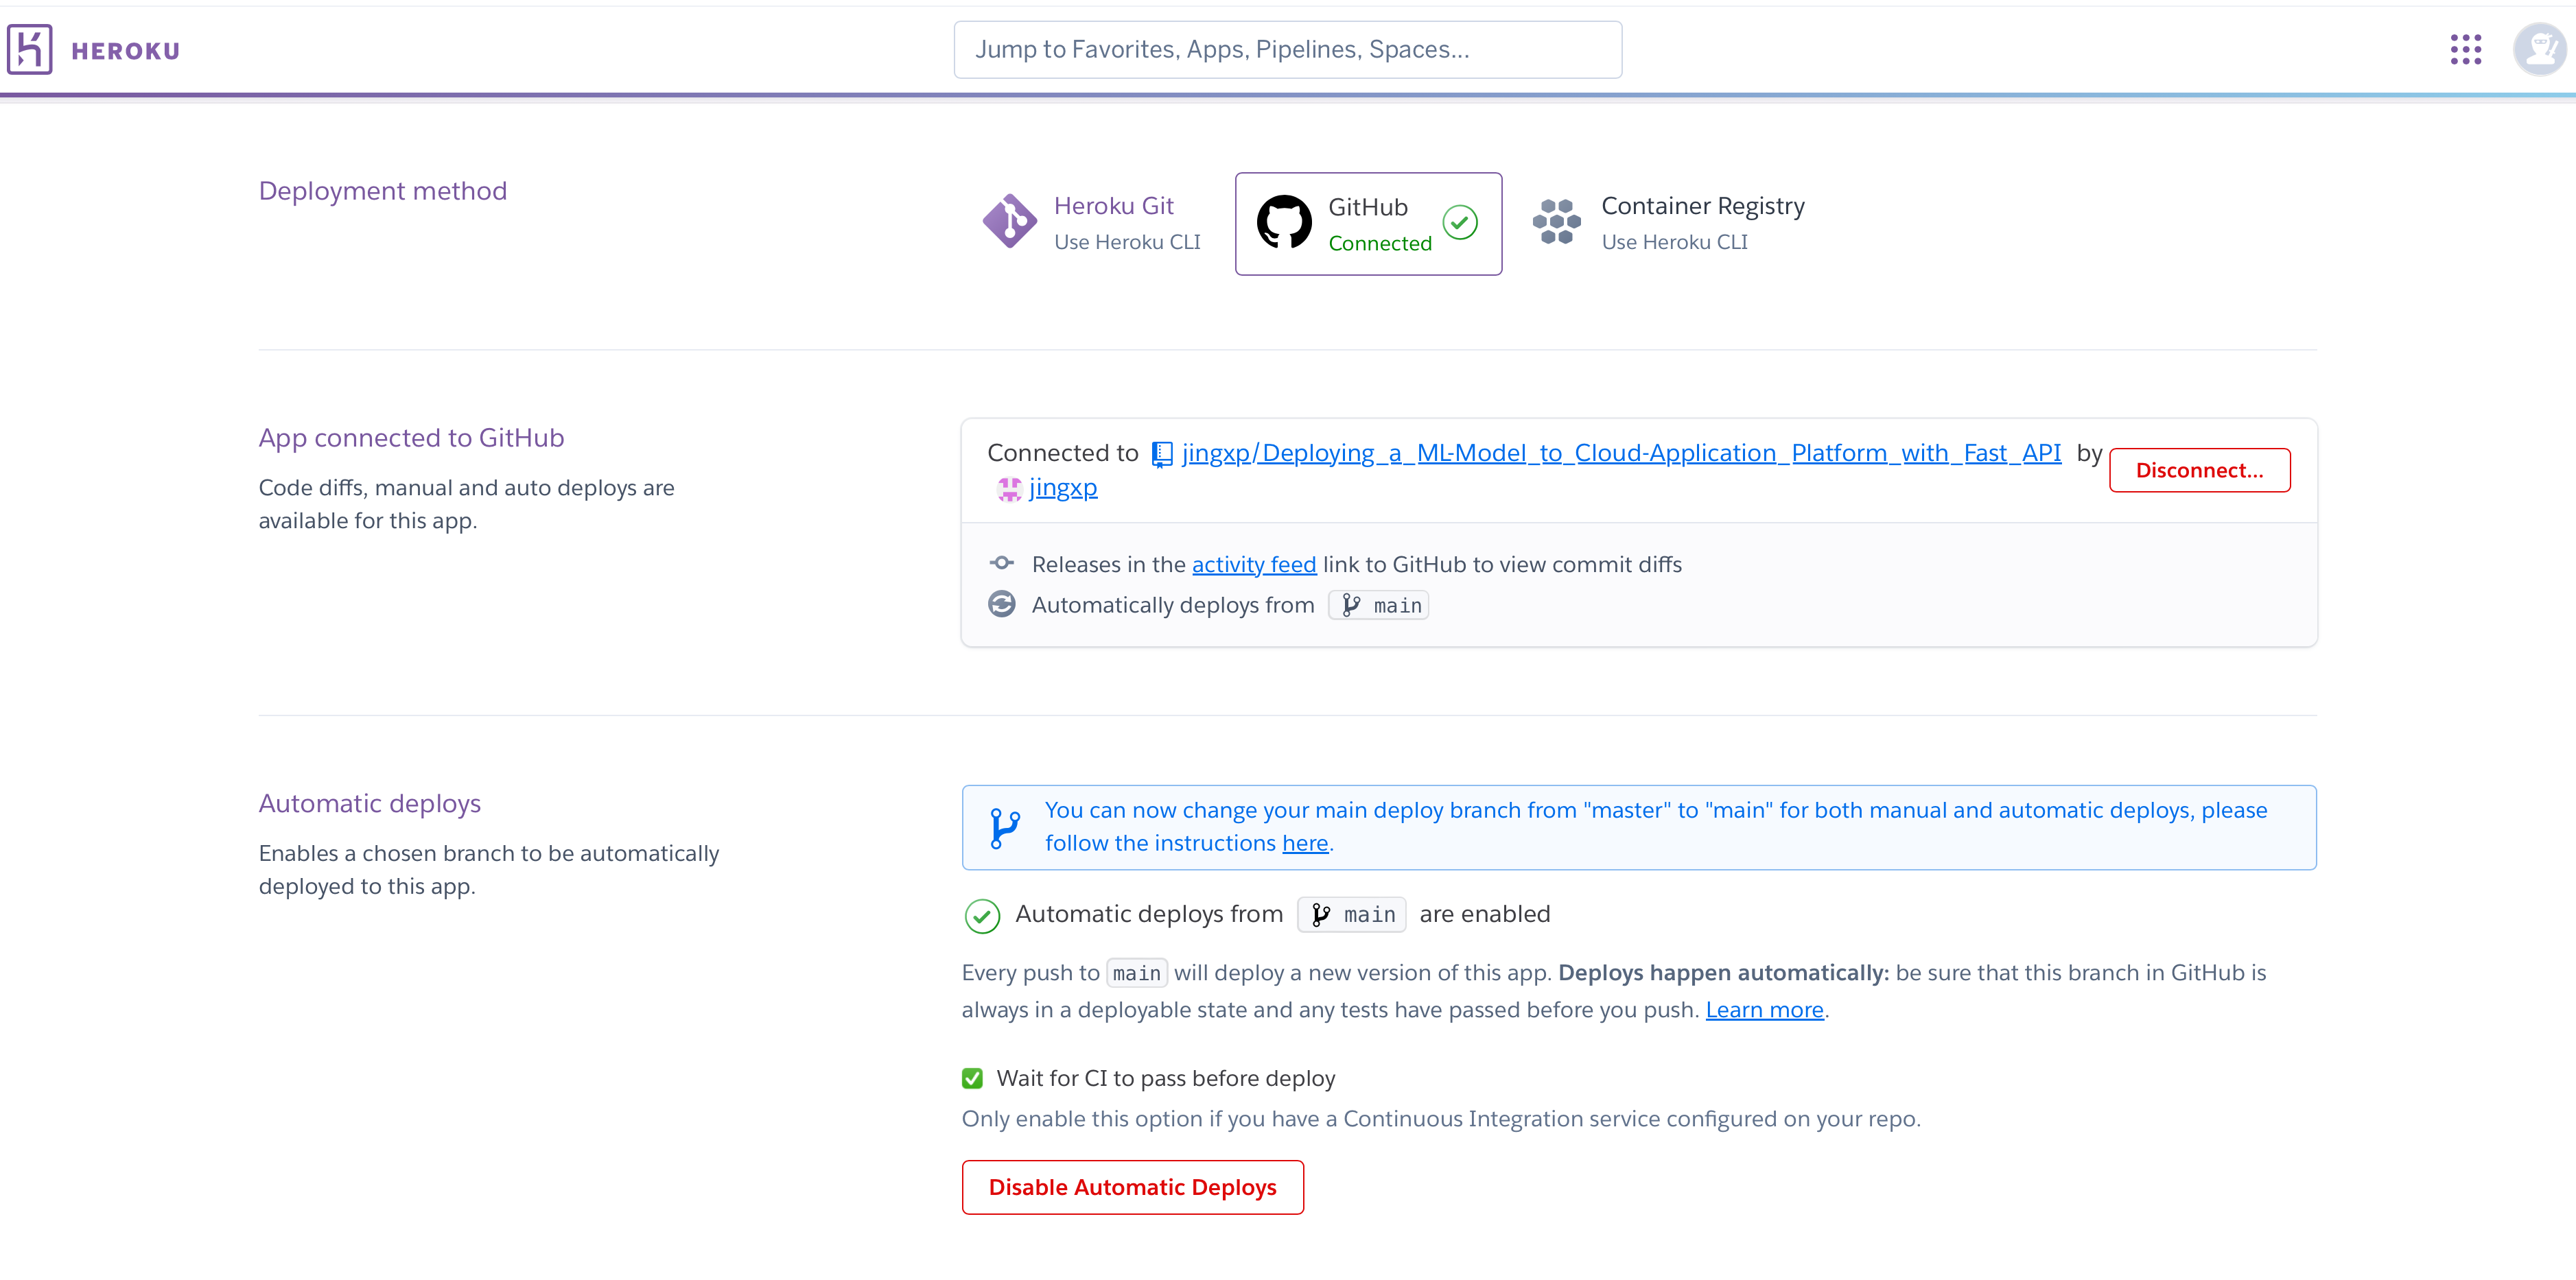 HEROKU
Jump to Favorites, Apps, Pipelines, Spaces...
Deployment method
Heroku Git
Use Heroku CLI
GitHub
Connected
Container Registry
Use Heroku CLI
App connected to GitHub
Code diffs, manual and auto deploys are
available for this app.
Connected to jingxp/Deploying_a_ML-Model_to_Cloud-Application_Platform_with_Fast_API by
jingxp
Disconnect...
Releases in the activity feed link to GitHub to view commit diffs
Automatically deploys from main
Automatic deploys
Enables a chosen branch to be automatically
deployed to this app.
You can now change your main deploy branch from "master" to "main" for both manual and automatic deploys, please
follow the instructions here.
Automatic deploys from main are enabled
Every push to main will deploy a new version of this app. Deploys happen automatically: be sure that this branch in GitHub is
always in a deployable state and any tests have passed before you push. Learn more.
Wait for CI to pass before deploy
Only enable this option if you have a Continuous Integration service configured on your repo.
Disable Automatic Deploys